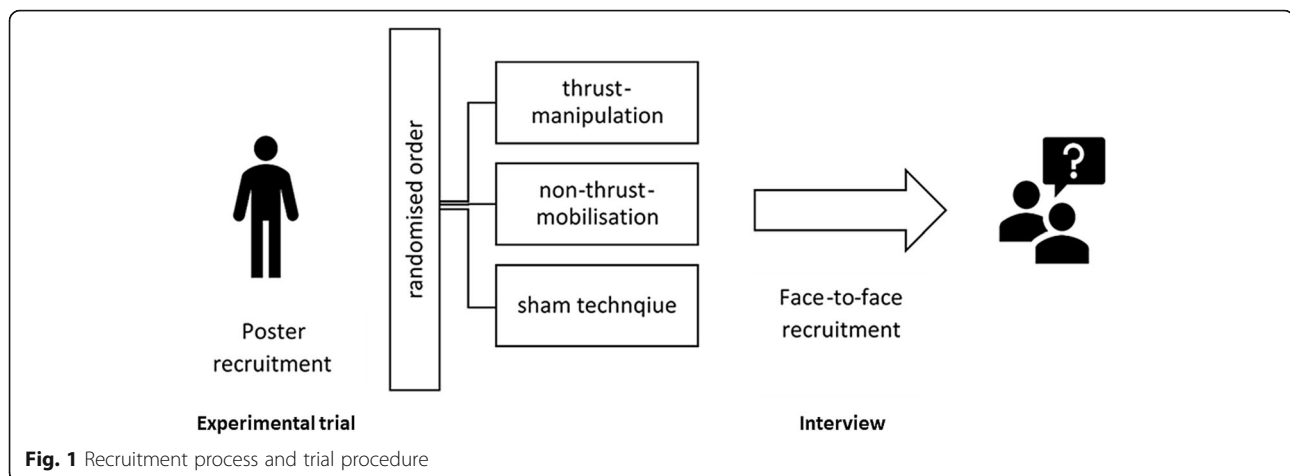 Poster
recruitment
randomised order
thrust-
manipulation
non-thrust-
mobilisation
sham technqiue
Face-to-face
recruitment
?
Experimental trial
Interview
Fig. 1 Recruitment process and trial procedure